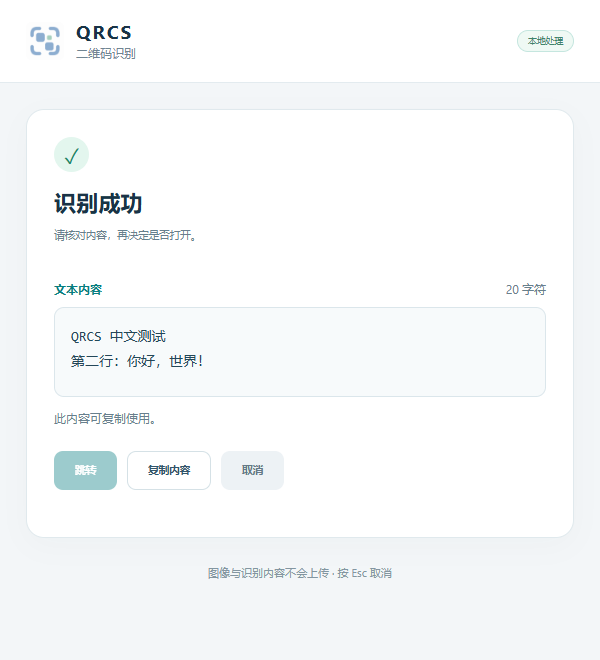 QRCS
二维码识别
本地处理
✓
识别成功
请核对内容，再决定是否打开。
文本内容
20 字符
QRCS 中文测试
第二行：你好，世界！
此内容可复制使用。
跳转
复制内容
取消
图像与识别内容不会上传 · 按 Esc 取消